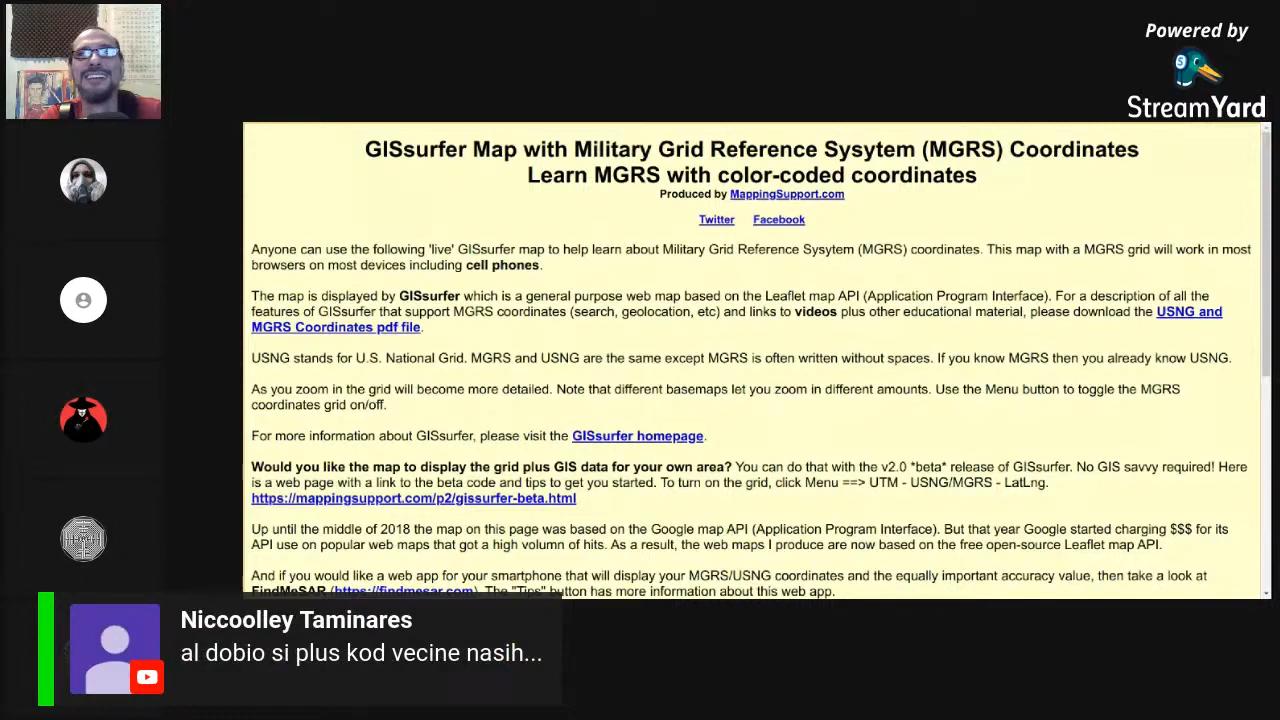 Powered by
StreamYard
GISsurfer Map with Military Grid Reference Sysytem (MGRS) Coordinates
Learn MGRS with color-coded coordinates
Produced by MappingSupport.com
Twitter Facebook
Anyone can use the following 'live' GISsurfer map to help learn about Military Grid Reference Sysytem (MGRS) coordinates. This map with a MGRS grid will work in most
browsers on most devices including cell phones.
The map is displayed by GISsurfer which is a general purpose web map based on the Leaflet map API (Application Program Interface). For a description of all the
features of GISsurfer that support MGRS coordinates (search, geolocation, etc) and links to videos plus other educational material, please download the USNG and
MGRS Coordinates pdf file.
USNG stands for U.S. National Grid. MGRS and USNG are the same except MGRS is often written without spaces. If you know MGRS then you already know USNG.
As you zoom in the grid will become more detailed. Note that different basemaps let you zoom in different amounts. Use the Menu button to toggle the MGRS
coordinates grid on/off.
For more information about GISsurfer, please visit the GISsurfer homepage.
Would you like the map to display the grid plus GIS data for your own area? You can do that with the v2.0 *beta* release of GISsurfer. No GIS savvy required! Here
is a web page with a link to the beta code and tips to get you started. To turn on the grid, click Menu ==> UTM - USNG/MGRS - LatLng.
https://mappingsupport.com/p2/gissurfer-beta.html
Up until the middle of 2018 the map on this page was based on the Google map API (Application Program Interface). But that year Google started charging $$$ for its
API use on popular web maps that got a high volumn of hits. As a result, the web maps I produce are now based on the free open-source Leaflet map API.
And if you would like a web app for your smartphone that will display your MGRS/USNG coordinates and the equally important accuracy value, then take a look at
FindMeSAR (https://findmesar.com). The "Tips" button has more information about this web app.
Niccoolley Taminares
al dobio si plus kod vecine nasih...